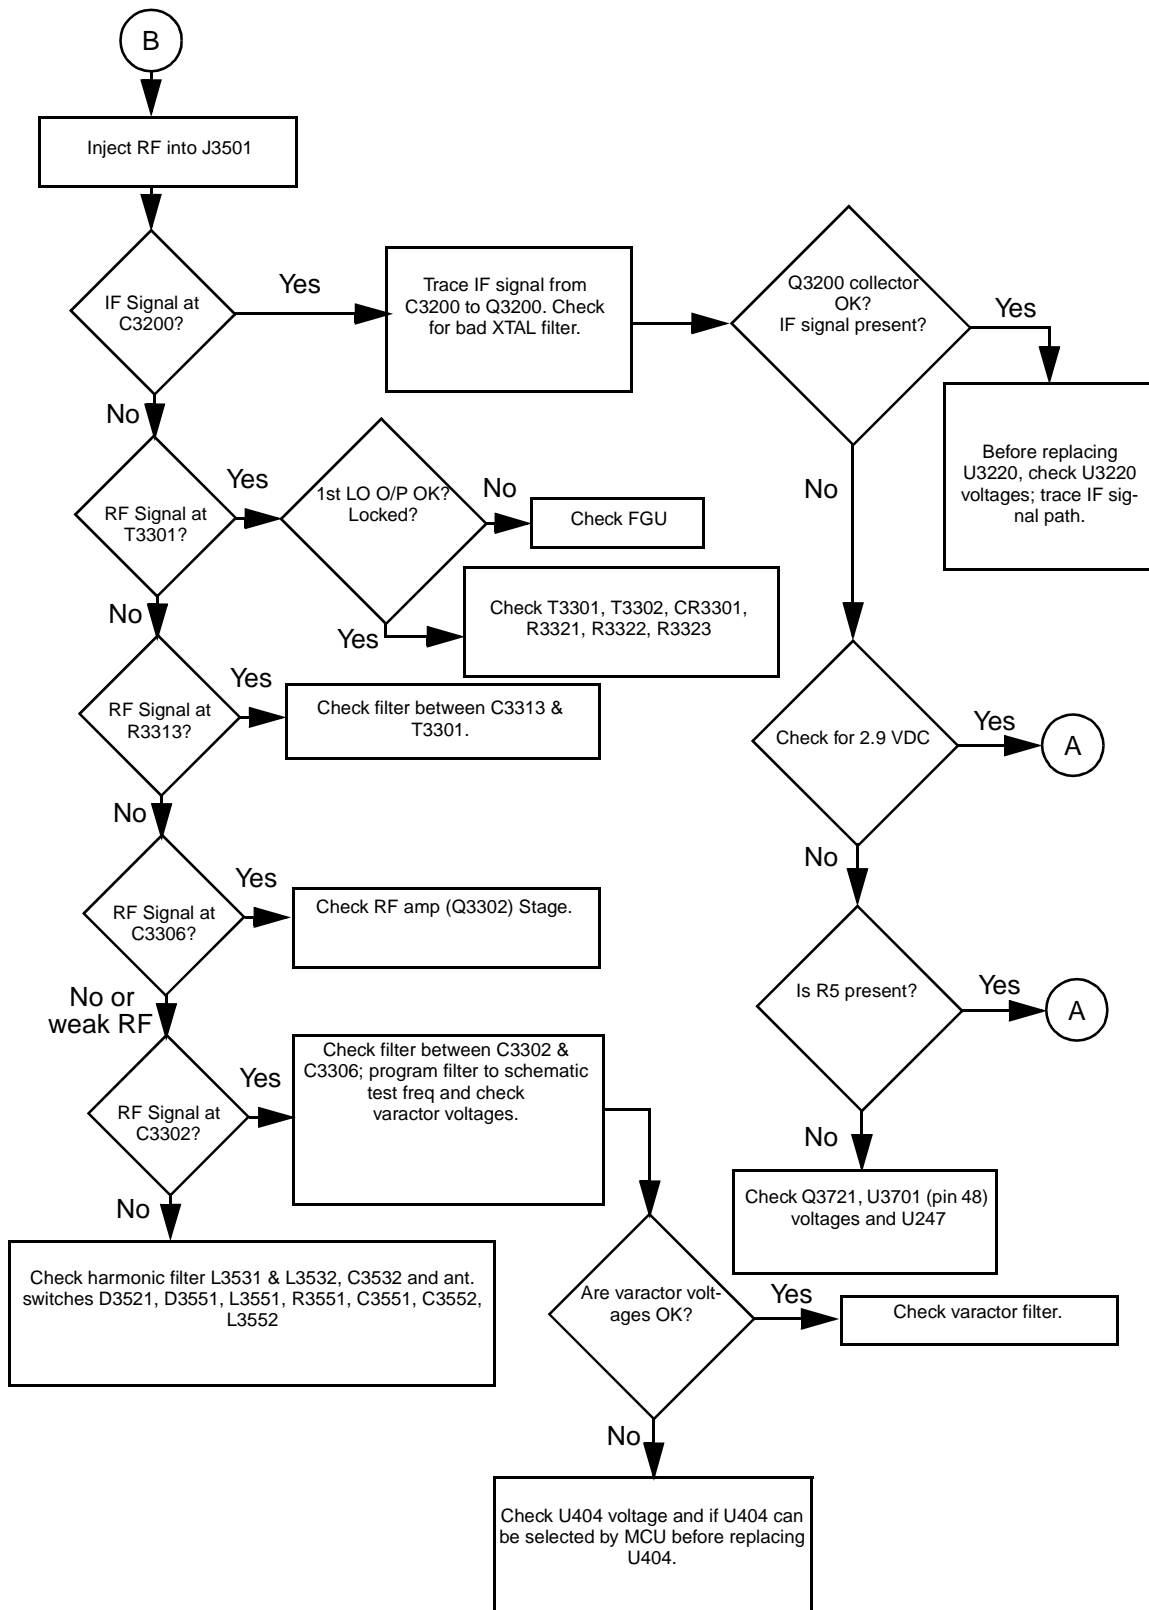 B
Inject RF into J3501
IF Signal at
C3200?
Yes
Trace IF signal from
C3200 to Q3200. Check
for bad XTAL filter.
Q3200 collector
OK?
IF signal present?
Yes
Before replacing
U3220, check U3220
voltages; trace IF sig-
nal path.
No
No
RF Signal at
T3301?
Yes
1st LO O/P OK?
Locked?
No
Check FGU
Yes
Check T3301, T3302, CR3301,
R3321, R3322, R3323
No
RF Signal at
R3313?
Yes
Check filter between C3313 &
T3301.
Check for 2.9 VDC
Yes
A
No
No
RF Signal at
C3306?
Yes
Check RF amp (Q3302) Stage.
Is R5 present?
Yes
A
No or
weak RF
RF Signal at
C3302?
Yes
Check filter between C3302 &
C3306; program filter to schematic
test freq and check
varactor voltages.
No
Check Q3721, U3701 (pin 48)
voltages and U247
No
Check harmonic filter L3531 & L3532, C3532 and ant.
switches D3521, D3551, L3551, R3551, C3551, C3552,
L3552
Are varactor volt-
ages OK?
Yes
Check varactor filter.
No
Check U404 voltage and if U404 can
be selected by MCU before replacing
U404.